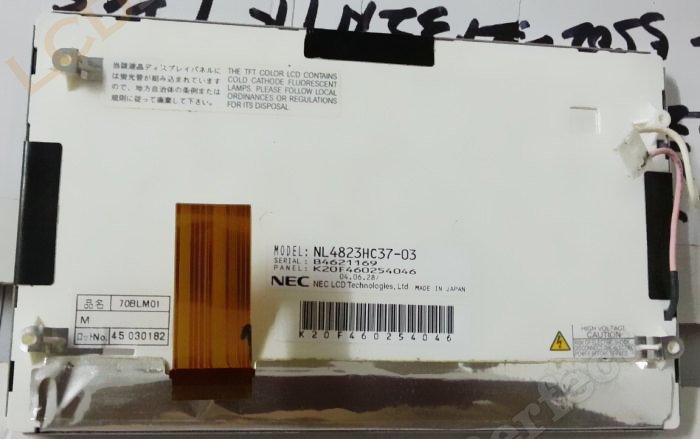 当該液晶ディスプレイパネルに
は蛍光管が組み込まれています
ので、地方自治体の条例または
規則に従って廃棄して下さい。
THE TFT COLOR LCD CONTAINS
COLD CATHODE FLUORESCENT
LAMPS. PLEASE FOLLOW LOCAL
ORDINANCES OR REGULATIONS
FOR ITS DISPOSAL.
MODEL: NL4823HC37-03
SERIAL: B4621169
PANEL: K20F460254046
04.06.28
NEC NEC LCD Technologies, Ltd MADE IN JAPAN
K20F460254046
品名 70BLM01
M
ロットNo. 45 030182
HIGH VOLTAGE
CAUTION